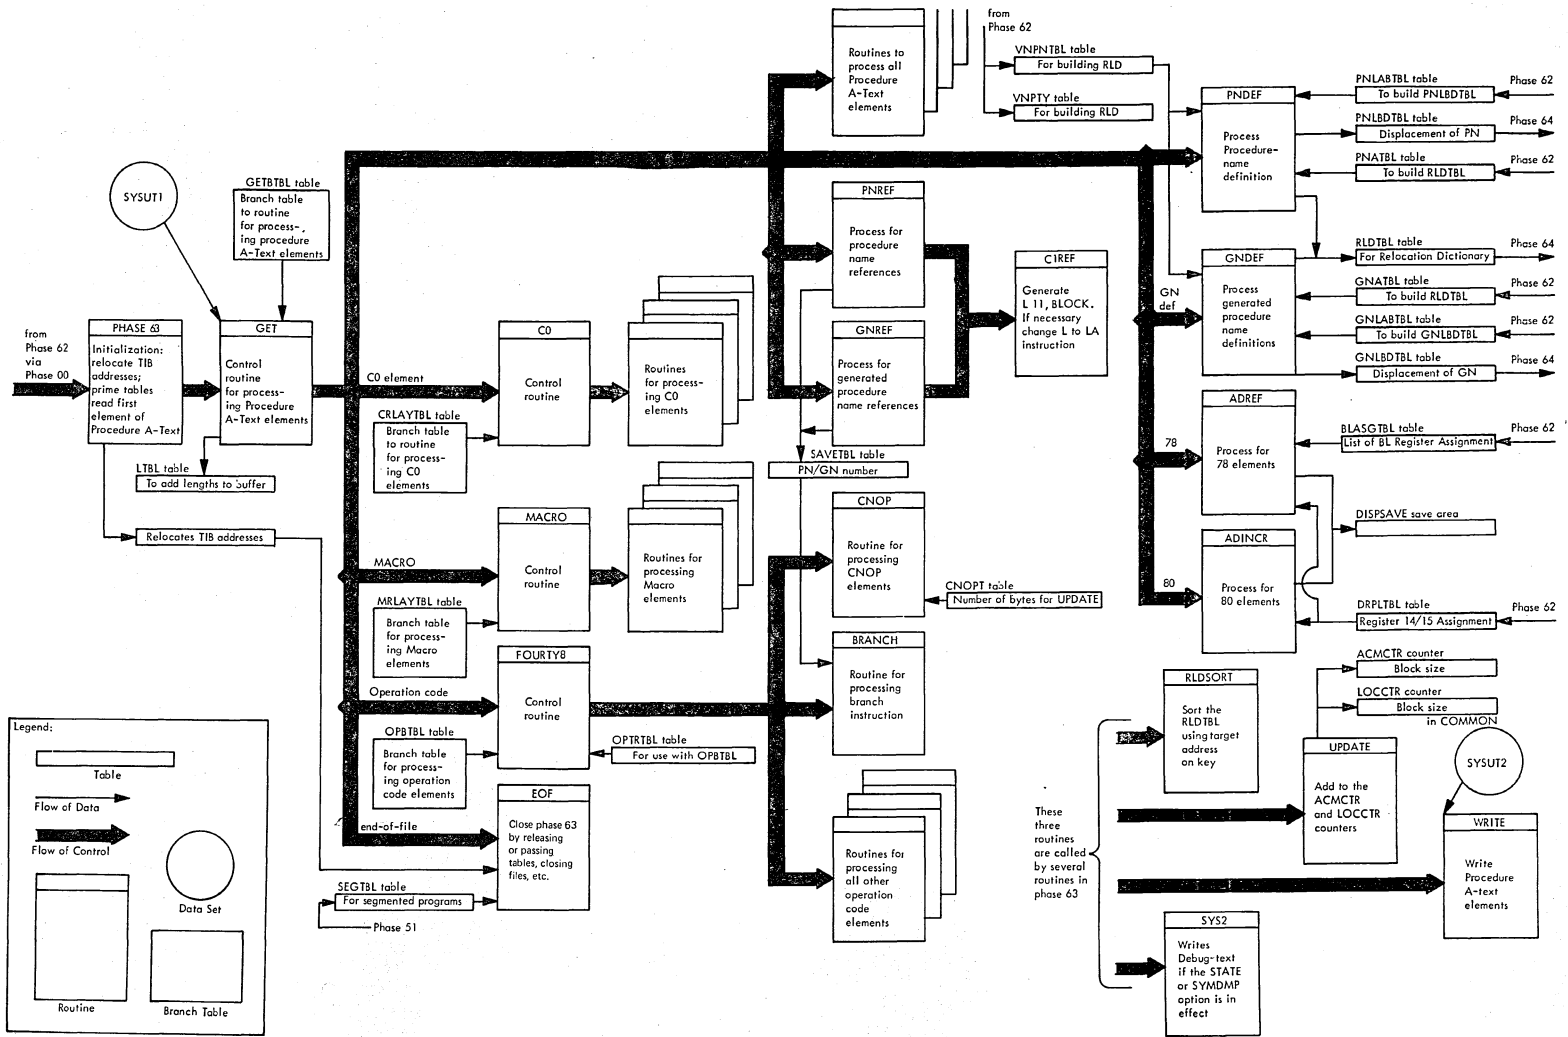 from
Phase 62
via
Phase 00
PHASE 63
Initialization:
relocate TIB
addresses;
prime tables
read first
element of
Procedure A-Text
SYSUT1
GETBTBL table
Branch table
to routine
for process-
ing procedure
A-Text elements
GET
Control
routine
for process-
ing Procedure
A-Text elements
LTBL table
To add lengths to buffer
Relocates TIB addresses
C0 element
C0
Control
routine
Routines
for process-
ing C0
elements
CRLAYTBL table
Branch table
to routine
for process-
ing C0
elements
MACRO
MACRO
Control
routine
Routines for
processing
Macro
elements
MRLAYTBL table
Branch table
for process-
ing Macro
elements
Operation code
FOURTY8
Control
routine
OPBTBL table
Branch table
for process-
ing operation
code elements
OPTRTBL table
For use with OPBTBL
end-of-file
EOF
Close phase 63
by releasing
or passing
tables, closing
files, etc.
SEGTBL table
For segmented programs
Phase 51
Routines to
process all
Procedure
A-Text
elements
from
Phase 62
VNPNTBL table
For building RLD
VNPTY table
For building RLD
PNREF
Process for
procedure
name
references
GNREF
Process for
generated
procedure
name references
C1REF
Generate
L 11, BLOCK.
If necessary
change L to LA
instruction
SAVETBL table
PN/GN number
CNOP
Routine for
processing
CNOP
elements
CNOPT table
Number of bytes for UPDATE
BRANCH
Routine for
processing
branch
instruction
Routines for
processing
all other
operation
code
elements
PNDEF
Process
Procedure-
name
definition
PNLABTBL table
To build PNLBDTBL
Phase 62
PNLBDTBL table
Displacement of PN
Phase 64
PNATBL table
To build RLDTBL
Phase 62
GN
def
GNDEF
Process
generated
procedure
name
definitions
RLDTBL table
For Relocation Dictionary
Phase 64
GNATBL table
To build RLDTBL
Phase 62
GNLABTBL table
To build GNLBDTBL
Phase 62
GNLBDTBL table
Displacement of GN
Phase 64
78
ADREF
Process for
78 elements
BLASGTBL table
List of BL Register Assignment
Phase 62
DISPSAVE save area
80
ADINCR
Process for
80 elements
DRPLTBL table
Register 14/15 Assignment
Phase 62
These
three
routines
are called
by several
routines in
phase 63
RLDSORT
Sort the
RLDTBL
using target
address
on key
ACMCTR counter
Block size
LOCCTR counter
Block size
in COMMON
UPDATE
Add to the
ACMCTR
and LOCCTR
counters
SYSUT2
WRITE
Write
Procedure
A-text
elements
SYS2
Writes
Debug-text
if the STATE
or SYMDMP
option is in
effect
Legend:
Table
Flow of Data
Flow of Control
Data Set
Routine
Branch Table